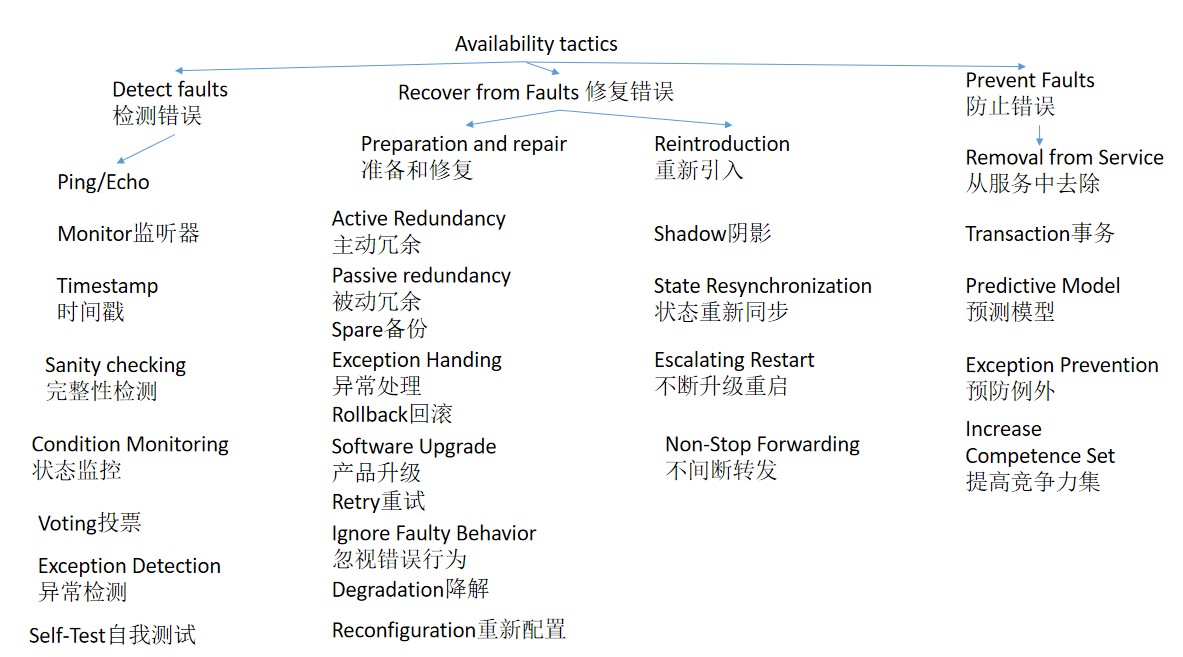 Availability tactics
Detect faults
检测错误
Ping/Echo
Monitor监听器
Timestamp
时间戳
Sanity checking
完整性检测
Condition Monitoring
状态监控
Voting投票
Exception Detection
异常检测
Self-Test自我测试
Recover from Faults 修复错误
Preparation and repair
准备和修复
Active Redundancy
主动冗余
Passive redundancy
被动冗余
Spare备份
Exception Handing
异常处理
Rollback回滚
Software Upgrade
产品升级
Retry重试
Ignore Faulty Behavior
忽视错误行为
Degradation降解
Reconfiguration重新配置
Reintroduction
重新引入
Shadow阴影
State Resynchronization
状态重新同步
Escalating Restart
不断升级重启
Non-Stop Forwarding
不间断转发
Prevent Faults
防止错误
Removal from Service
从服务中去除
Transaction事务
Predictive Model
预测模型
Exception Prevention
预防例外
Increase
Competence Set
提高竞争力集